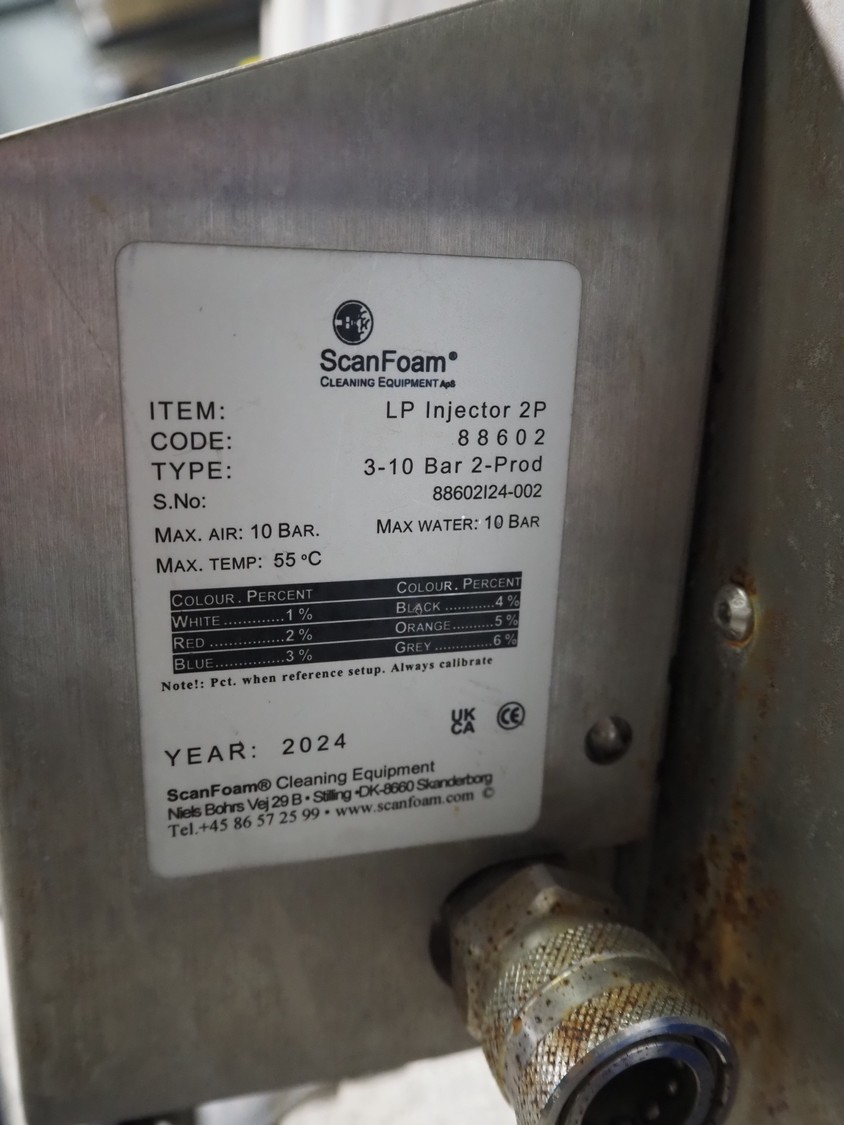 ScanFoam®
CLEANING EQUIPMENT ApS
ITEM: LP Injector 2P
CODE: 88602
TYPE: 3-10 Bar 2-Prod
S.No: 88602I24-002
MAX. AIR: 10 BAR. MAX WATER: 10 BAR
MAX. TEMP: 55 °C
COLOUR. PERCENT COLOUR. PERCENT
WHITE ............1 % BLACK ............4 %
RED ..............2 % ORANGE..........5 %
BLUE..............3 % GREY .............6 %
Note!: Pct. when reference setup. Always calibrate
UK
CA CE
YEAR: 2024
ScanFoam® Cleaning Equipment
Niels Bohrs Vej 29 B • Stilling •DK-8660 Skanderborg
Tel.+45 86 57 25 99 • www.scanfoam.com ©